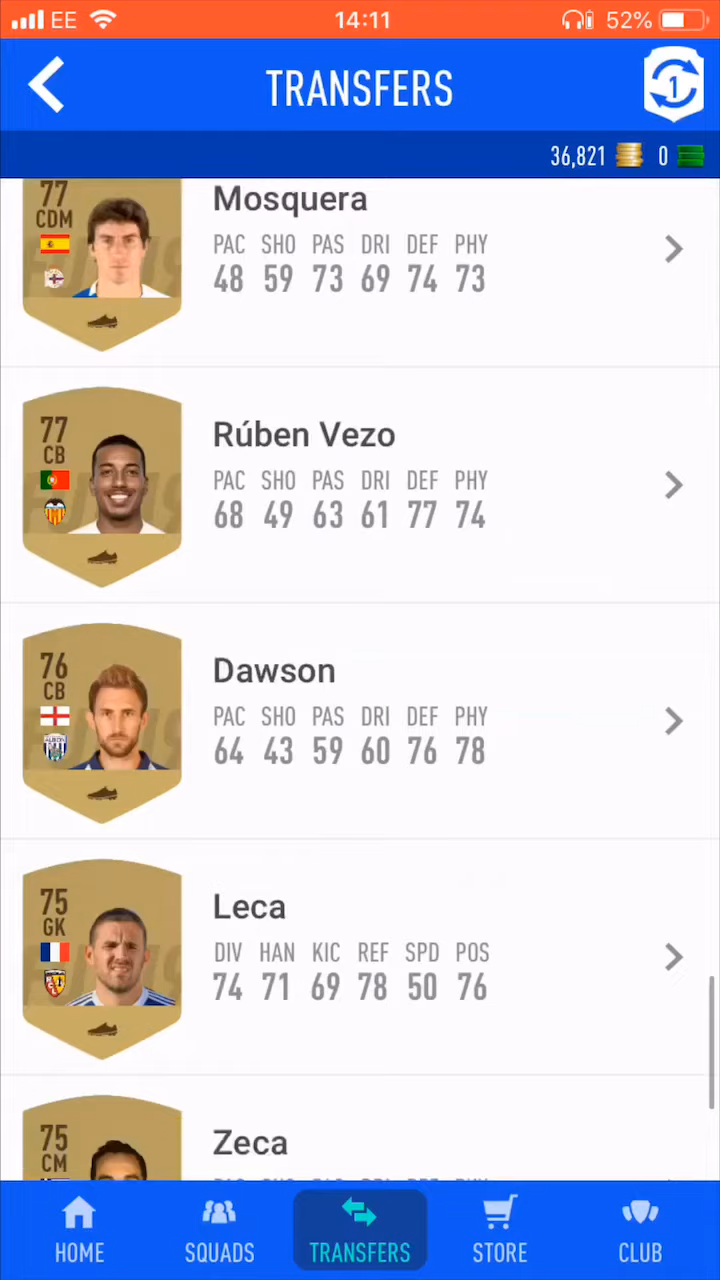 EE 14:11 52%
TRANSFERS
1
36,821 0
77
CDM
Mosquera
PAC SHO PAS DRI DEF PHY
48 59 73 69 74 73
77
CB
Rúben Vezo
PAC SHO PAS DRI DEF PHY
68 49 63 61 77 74
76
CB
Dawson
PAC SHO PAS DRI DEF PHY
64 43 59 60 76 78
75
GK
Leca
DIV HAN KIC REF SPD POS
74 71 69 78 50 76
75
CM
Zeca
HOME SQUADS TRANSFERS STORE CLUB